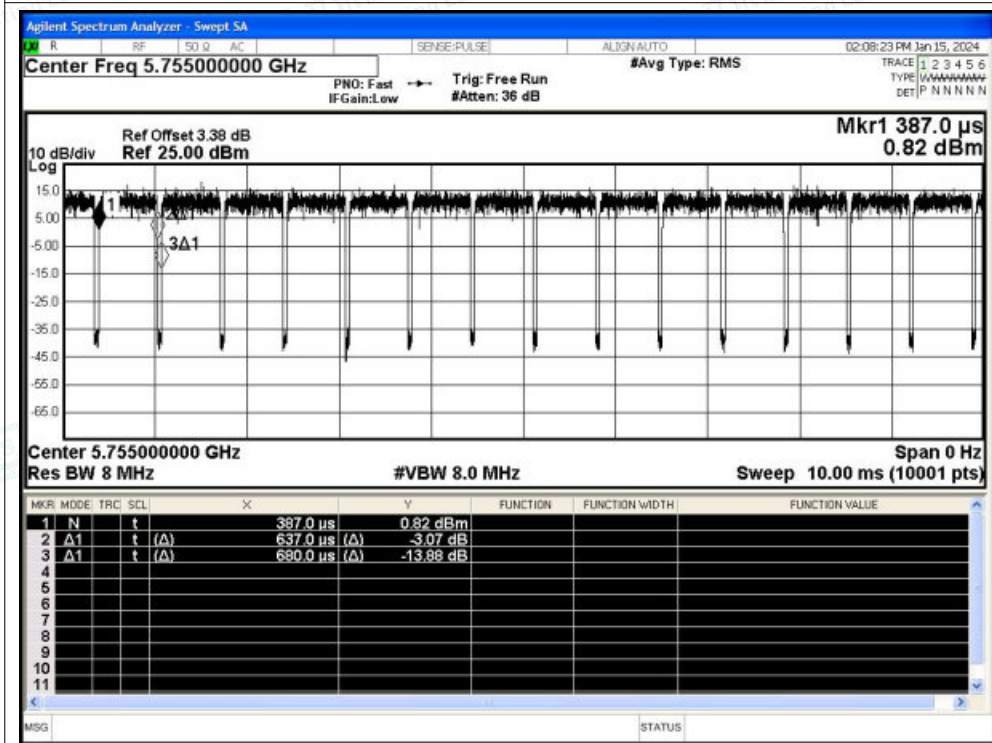 Agilent Spectrum Analyzer - Swept SA
LXI R RF 50 Ω AC SENSE:PULSE ALIGN AUTO 02:08:23 PM Jan 15, 2024
Center Freq 5.755000000 GHz #Avg Type: RMS TRACE 1 2 3 4 5 6
PNO: Fast Trig: Free Run TYPE WWWWWW
IFGain:Low #Atten: 36 dB DET P N N N N N
Mkr1 387.0 µs
Ref Offset 3.38 dB
10 dB/div Ref 25.00 dBm 0.82 dBm
Log
15.0
1
5.00
2Δ1
3Δ1
-5.00
-15.0
-25.0
-35.0
-45.0
-55.0
-65.0
Center 5.755000000 GHz Span 0 Hz
Res BW 8 MHz #VBW 8.0 MHz Sweep 10.00 ms (10001 pts)
MKR MODE TRC SCL X Y FUNCTION FUNCTION WIDTH FUNCTION VALUE
1 N t 387.0 µs 0.82 dBm
2 Δ1 t (Δ) 637.0 µs (Δ) -3.07 dB
3 Δ1 t (Δ) 680.0 µs (Δ) -13.88 dB
4
5
6
7
8
9
10
11
MSG STATUS